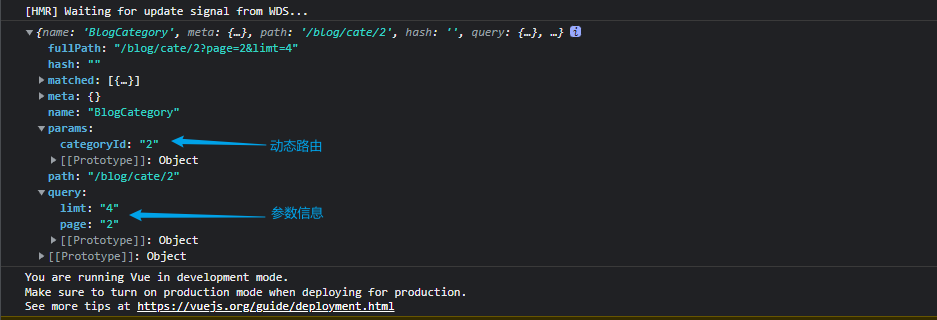 [HMR] Waiting for update signal from WDS...
{name: 'BlogCategory', meta: {…}, path: '/blog/cate/2', hash: '', query: {…}, …} i
fullPath: "/blog/cate/2?page=2&limt=4"
hash: ""
matched: [{…}]
meta: {}
name: "BlogCategory"
params:
categoryId: "2" 动态路由
[[Prototype]]: Object
path: "/blog/cate/2"
query:
limt: "4" 参数信息
page: "2"
[[Prototype]]: Object
[[Prototype]]: Object
You are running Vue in development mode.
Make sure to turn on production mode when deploying for production.
See more tips at https://vuejs.org/guide/deployment.html